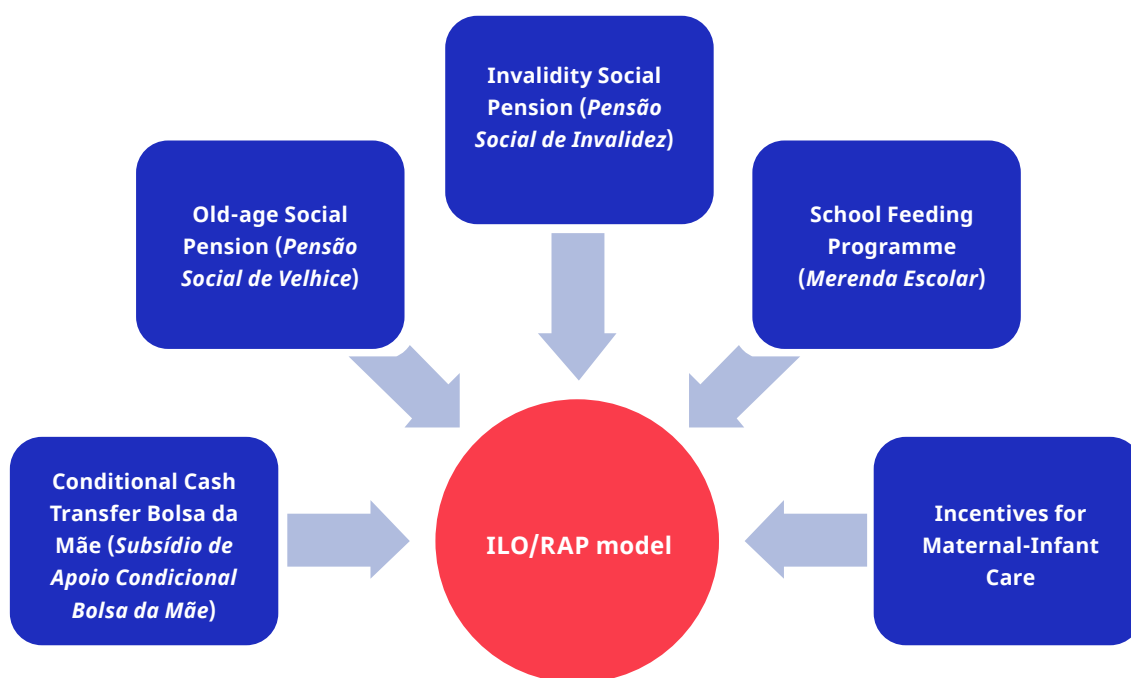 Invalidity Social
Pension (Pensão
Social de Invalidez)
Old-age Social
Pension (Pensão
Social de Velhice)
School Feeding
Programme
(Merenda Escolar)
Conditional Cash
Transfer Bolsa da
Mãe (Subsídio de
Apoio Condicional
Bolsa da Mãe)
ILO/RAP model
Incentives for
Maternal-Infant
Care